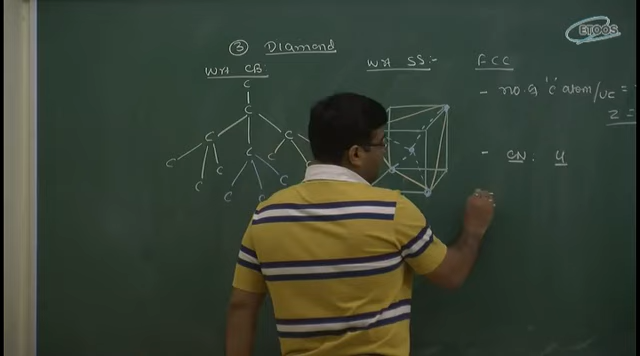 ETOOS
③ DIAMOND
Wrt CB:
Wrt SS:-
FCC
- no. of 'C' atom/UC =
Z =
C
C
C C
C C C C C
C C C
- CN. 4